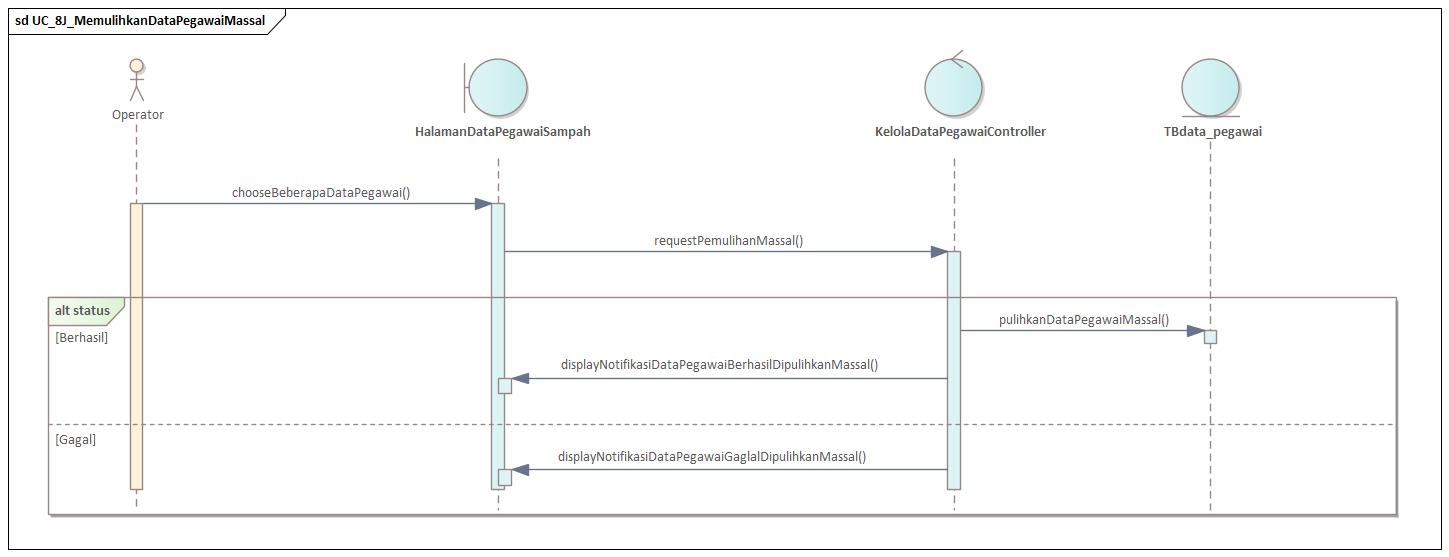 sd UC_8J_MemulihkanDataPegawaiMassal
Operator
HalamanDataPegawaiSampah
KelolaDataPegawaiController
TBdata_pegawai
chooseBeberapaDataPegawai()
requestPemulihanMassal()
alt status
[Berhasil]
pulihkanDataPegawaiMassal()
displayNotifikasiDataPegawaiBerhasilDipulihkanMassal()
[Gagal]
displayNotifikasiDataPegawaiGaglalDipulihkanMassal()